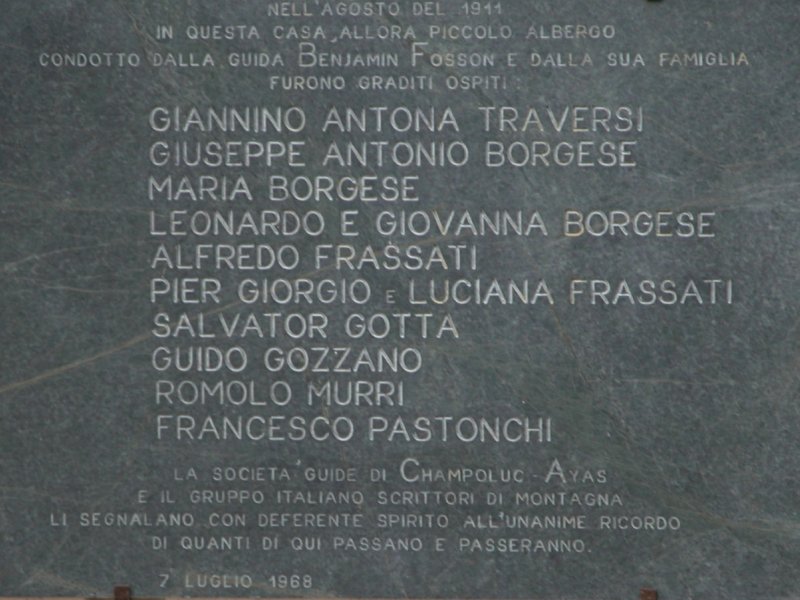 NELL'AGOSTO DEL 1911
IN QUESTA CASA, ALLORA PICCOLO ALBERGO
CONDOTTO DALLA GUIDA BENJAMIN FOSSON E DALLA SUA FAMIGLIA
FURONO GRADITI OSPITI:
GIANNINO ANTONA TRAVERSI
GIUSEPPE ANTONIO BORGESE
MARIA BORGESE
LEONARDO E GIOVANNA BORGESE
ALFREDO FRASSATI
PIER GIORGIO E LUCIANA FRASSATI
SALVATOR GOTTA
GUIDO GOZZANO
ROMOLO MURRI
FRANCESCO PASTONCHI
LA SOCIETA' GUIDE DI CHAMPOLUC - AYAS
E IL GRUPPO ITALIANO SCRITTORI DI MONTAGNA
LI SEGNALANO CON DEFERENTE SPIRITO ALL'UNANIME RICORDO
DI QUANTI DI QUI PASSANO E PASSERANNO.
7 LUGLIO 1968